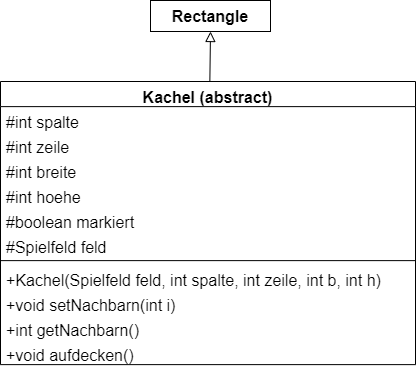 Rectangle
Kachel (abstract)
#int spalte
#int zeile
#int breite
#int hoehe
#boolean markiert
#Spielfeld feld
+Kachel(Spielfeld feld, int spalte, int zeile, int b, int h)
+void setNachbarn(int i)
+int getNachbarn()
+void aufdecken()